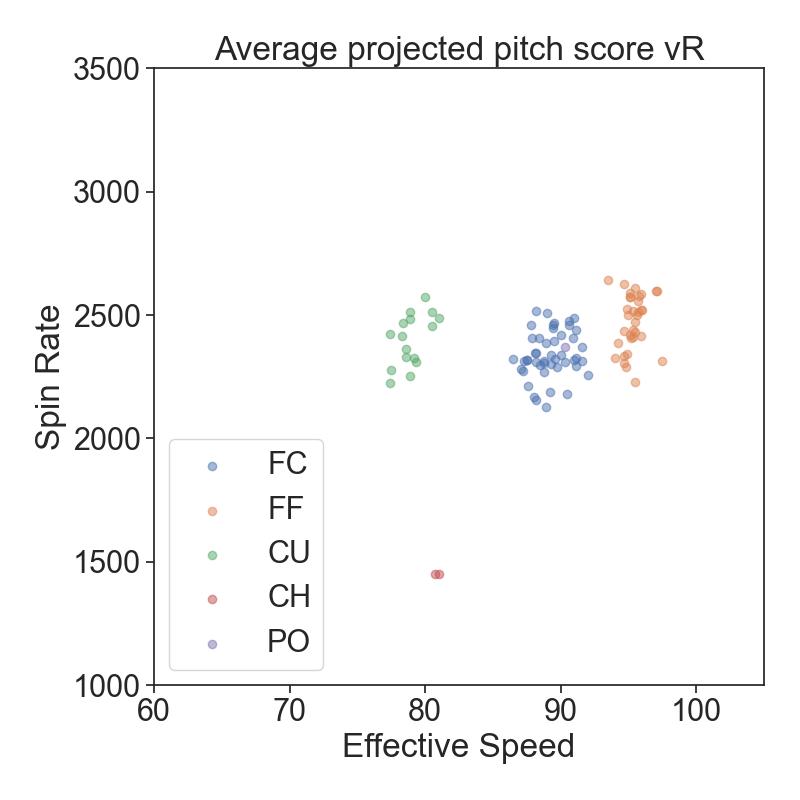 Average projected pitch score vR
3500
3000
2500
2000
1500
1000
Spin Rate
FC
FF
CU
CH
PO
60 70 80 90 100
Effective Speed